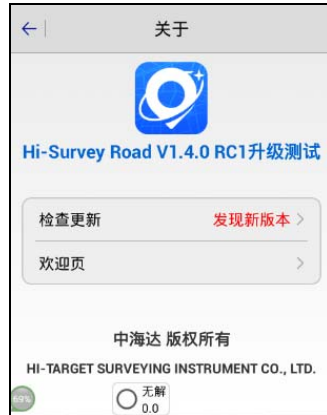 关于
Hi-Survey Road V1.4.0 RC1升级测试
检查更新 发现新版本
欢迎页
中海达 版权所有
HI-TARGET SURVEYING INSTRUMENT CO., LTD.
69%
无解
0.0